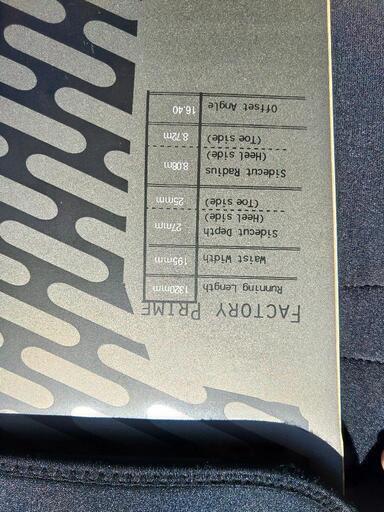 FACTORY PRIME
Running Length 1320mm
Waist Width 195mm
Sidecut Depth
(Heel side) 27mm
(Toe side) 25mm
Sidecut Radius
(Heel side) 8.08m
(Toe side) 8.72m
Offset Angle 16.40